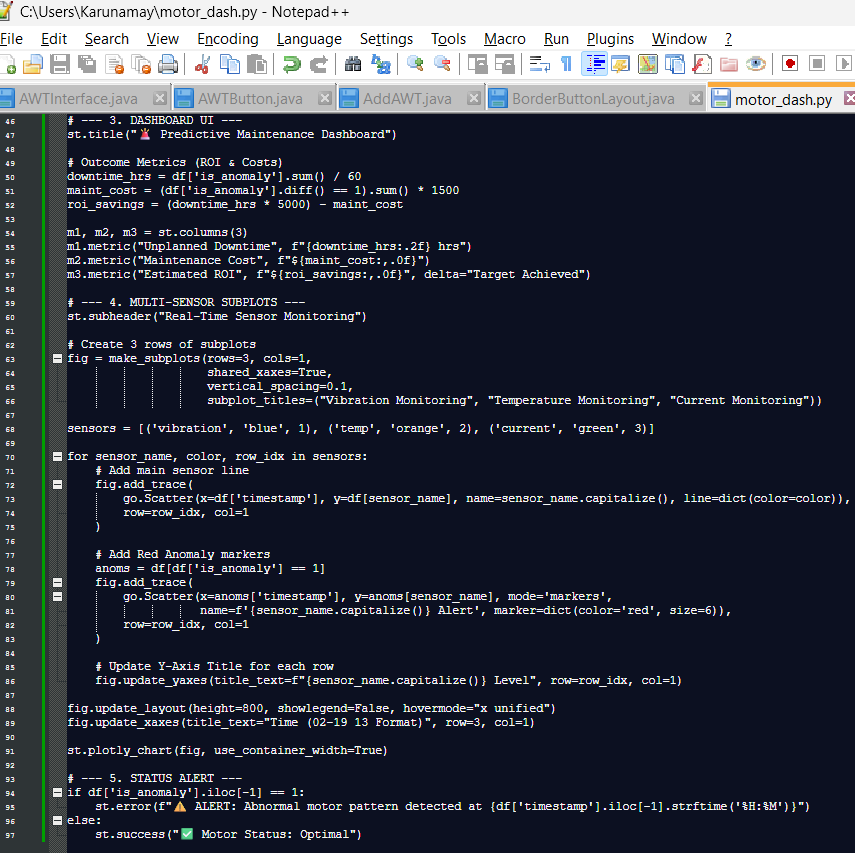 C:\Users\Karunamay\motor_dash.py - Notepad++
File Edit Search View Encoding Language Settings Tools Macro Run Plugins Window ?
AWTInterface.java AWTButton.java AddAWT.java BorderButtonLayout.java motor_dash.py
46 # --- 3. DASHBOARD UI ---
47 st.title("🚨 Predictive Maintenance Dashboard")
48
49 # Outcome Metrics (ROI & Costs)
50 downtime_hrs = df['is_anomaly'].sum() / 60
51 maint_cost = (df['is_anomaly'].diff() == 1).sum() * 1500
52 roi_savings = (downtime_hrs * 5000) - maint_cost
53
54 m1, m2, m3 = st.columns(3)
55 m1.metric("Unplanned Downtime", f"{downtime_hrs:.2f} hrs")
56 m2.metric("Maintenance Cost", f"${maint_cost:,.0f}")
57 m3.metric("Estimated ROI", f"${roi_savings:,.0f}", delta="Target Achieved")
58
59 # --- 4. MULTI-SENSOR SUBPLOTS ---
60 st.subheader("Real-Time Sensor Monitoring")
61
62 # Create 3 rows of subplots
63 fig = make_subplots(rows=3, cols=1,
64 shared_xaxes=True,
65 vertical_spacing=0.1,
66 subplot_titles=("Vibration Monitoring", "Temperature Monitoring", "Current Monitoring"))
67
68 sensors = [('vibration', 'blue', 1), ('temp', 'orange', 2), ('current', 'green', 3)]
69
70 for sensor_name, color, row_idx in sensors:
71 # Add main sensor line
72 fig.add_trace(
73 go.Scatter(x=df['timestamp'], y=df[sensor_name], name=sensor_name.capitalize(), line=dict(color=color)),
74 row=row_idx, col=1
75 )
76
77 # Add Red Anomaly markers
78 anoms = df[df['is_anomaly'] == 1]
79 fig.add_trace(
80 go.Scatter(x=anoms['timestamp'], y=anoms[sensor_name], mode='markers',
81 name=f'{sensor_name.capitalize()} Alert', marker=dict(color='red', size=6)),
82 row=row_idx, col=1
83 )
84
85 # Update Y-Axis Title for each row
86 fig.update_yaxes(title_text=f"{sensor_name.capitalize()} Level", row=row_idx, col=1)
87
88 fig.update_layout(height=800, showlegend=False, hovermode="x unified")
89 fig.update_xaxes(title_text="Time (02-19 13 Format)", row=3, col=1)
90
91 st.plotly_chart(fig, use_container_width=True)
92
93 # --- 5. STATUS ALERT ---
94 if df['is_anomaly'].iloc[-1] == 1:
95 st.error(f"⚠️ ALERT: Abnormal motor pattern detected at {df['timestamp'].iloc[-1].strftime('%H:%M')}")
96 else:
97 st.success("✅ Motor Status: Optimal")